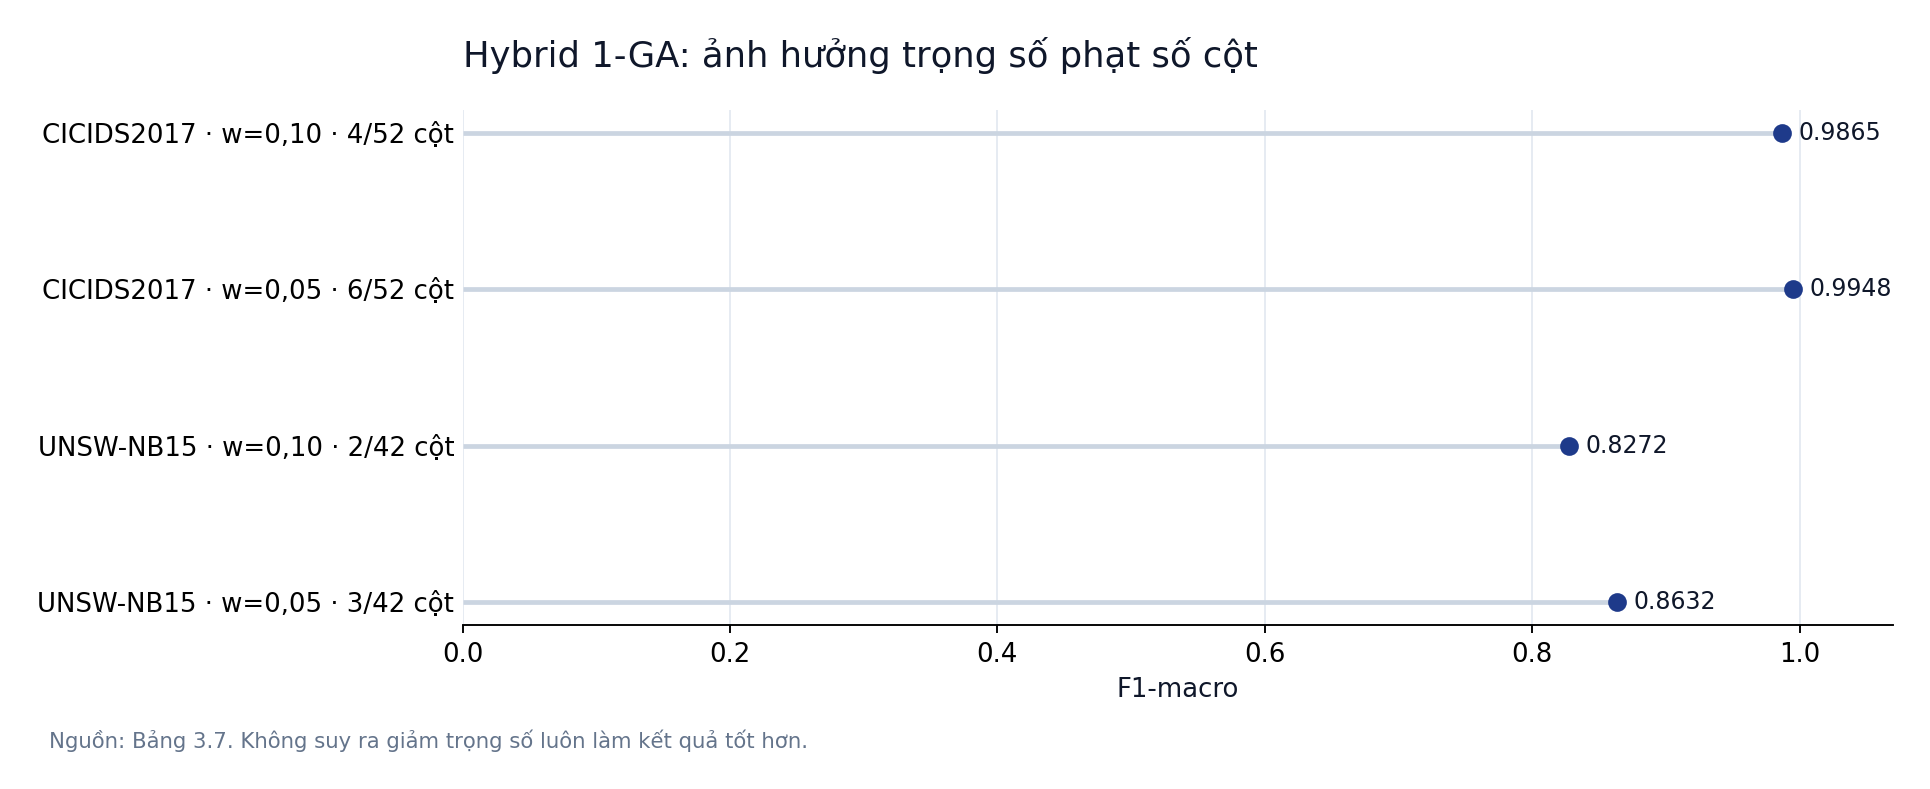 Hybrid 1-GA: ảnh hưởng trọng số phạt số cột
CICIDS2017 · w=0,10 · 4/52 cột
0.9865
CICIDS2017 · w=0,05 · 6/52 cột
0.9948
UNSW-NB15 · w=0,10 · 2/42 cột
0.8272
UNSW-NB15 · w=0,05 · 3/42 cột
0.8632
0.0 0.2 0.4 0.6 0.8 1.0
F1-macro
Nguồn: Bảng 3.7. Không suy ra giảm trọng số luôn làm kết quả tốt hơn.